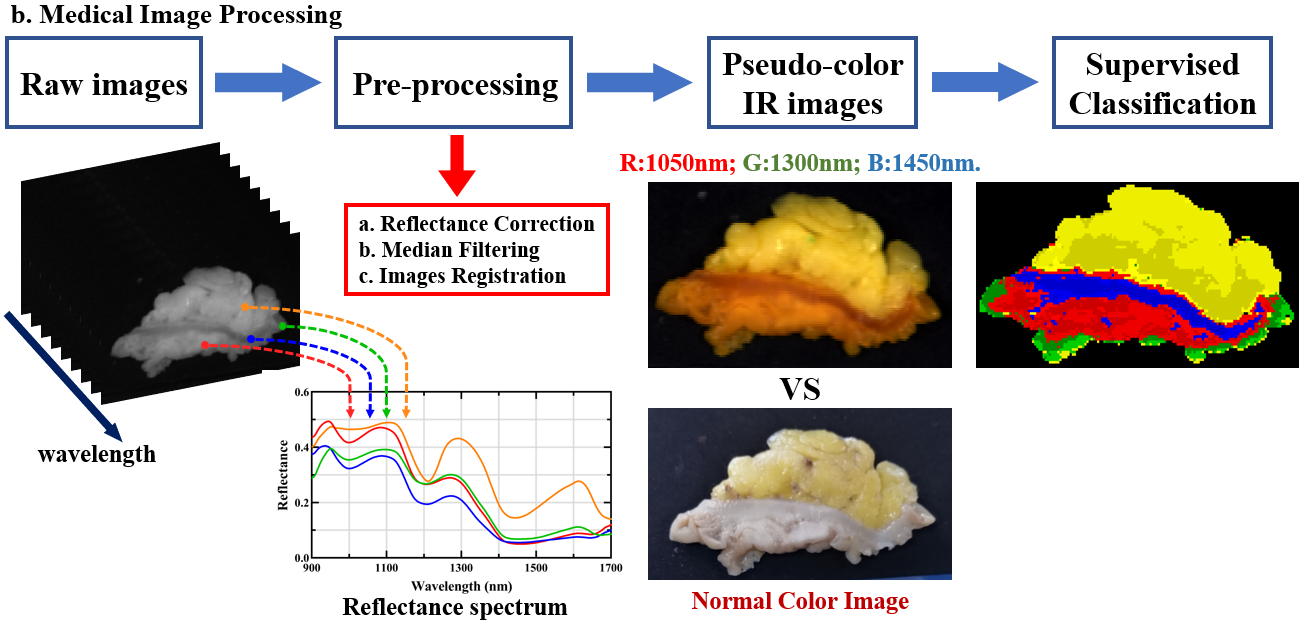 b. Medical Image Processing
Raw images
Pre-processing
Pseudo-color
IR images
Supervised
Classification
R:1050nm; G:1300nm; B:1450nm.
a. Reflectance Correction
b. Median Filtering
c. Images Registration
wavelength
VS
0.6
0.4
0.2
0.0
Reflectance
900
1100
1300
1500
1700
Wavelength (nm)
Reflectance spectrum
Normal Color Image